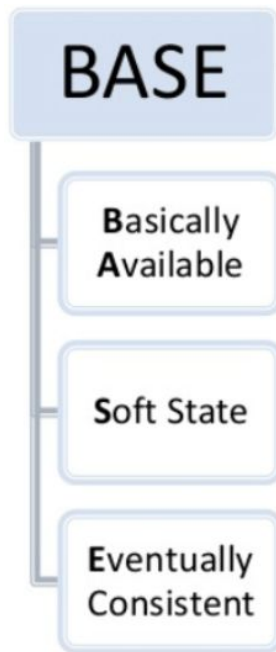 BASE
Basically
Available
Soft State
Eventually
Consistent